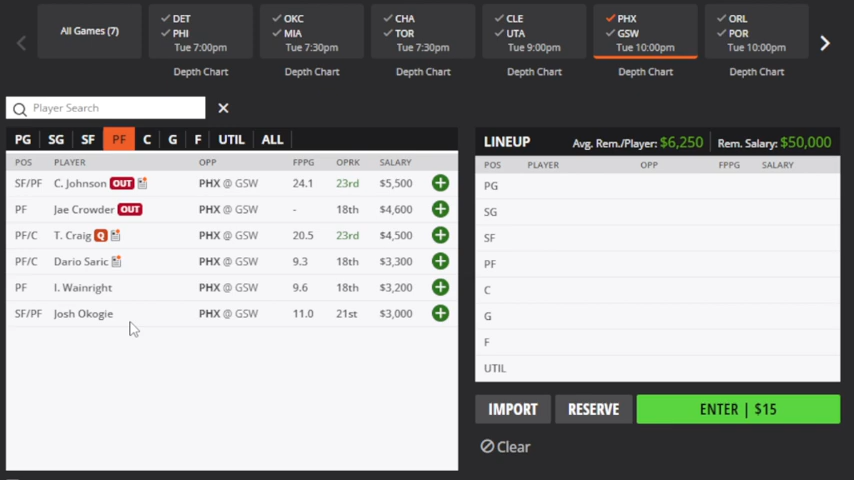 All Games (7)
DET
PHI
Tue 7:00pm
Depth Chart
OKC
MIA
Tue 7:30pm
Depth Chart
CHA
TOR
Tue 7:30pm
Depth Chart
CLE
UTA
Tue 9:00pm
Depth Chart
PHX
GSW
Tue 10:00pm
Depth Chart
ORL
POR
Tue 10:00pm
Depth Chart
Player Search
PG SG SF PF C G F UTIL ALL
POS PLAYER OPP FPPG OPRK SALARY
SF/PF C. Johnson OUT PHX @ GSW 24.1 23rd $5,500
PF Jae Crowder OUT PHX @ GSW - 18th $4,600
PF/C T. Craig Q PHX @ GSW 20.5 23rd $4,500
PF/C Dario Saric PHX @ GSW 9.3 18th $3,300
PF I. Wainright PHX @ GSW 9.6 18th $3,200
SF/PF Josh Okogie PHX @ GSW 11.0 21st $3,000
LINEUP Avg. Rem./Player: $6,250 Rem. Salary: $50,000
POS PLAYER OPP FPPG SALARY
PG
SG
SF
PF
C
G
F
UTIL
IMPORT RESERVE ENTER | $15
Clear